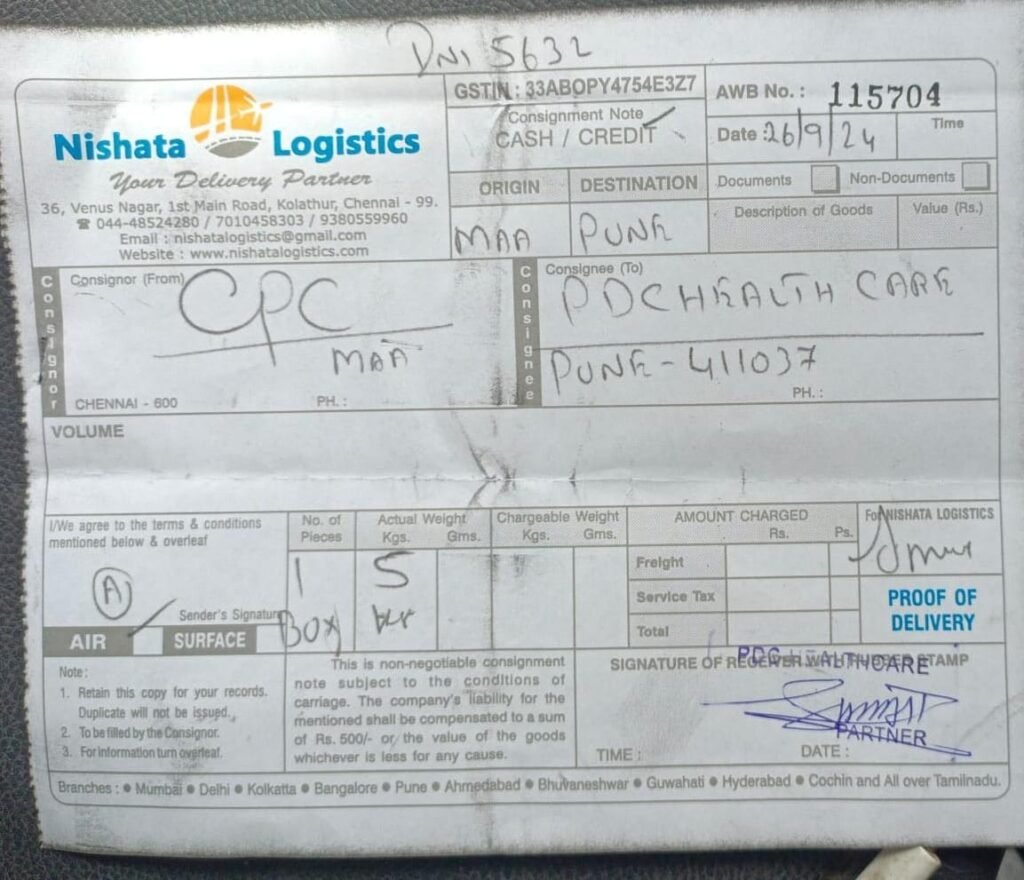 DNI 5632
Nishata Logistics
Your Delivery Partner
36, Venus Nagar, 1st Main Road, Kolathur, Chennai - 99.
☎ 044-48524280 / 7010458303 / 9380559960
Email : nishatalogistics@gmail.com
Website : www.nishatalogistics.com
GSTIN : 33ABOPY4754E3Z7
Consignment Note
CASH / CREDIT
AWB No. : 115704
Date : 26/9/24
Time
ORIGIN
DESTINATION
MAA
PUNE
Documents
Non-Documents
Description of Goods
Value (Rs.)
Consignor
Consignor (From)
CPC
MAA
CHENNAI - 600
PH. :
Consignee
Consignee (To)
PDC HEALTH CARE
PUNE - 411037
PH. :
VOLUME
I/We agree to the terms & conditions
mentioned below & overleaf
A
Sender's Signature
AIR
SURFACE
No. of
Pieces
1
BOX
Actual Weight
Kgs. Gms.
5
Chargeable Weight
Kgs. Gms.
AMOUNT CHARGED
Rs. Ps.
Freight
Service Tax
Total
For NISHATA LOGISTICS
PROOF OF
DELIVERY
Note :
1. Retain this copy for your records.
Duplicate will not be issued.
2. To be filled by the Consignor.
3. For Information turn overleaf.
This is non-negotiable consignment
note subject to the conditions of
carriage. The company's liability for the
mentioned shall be compensated to a sum
of Rs. 500/- or the value of the goods
whichever is less for any cause.
SIGNATURE OF RECEIVER WITH RUBBER STAMP
PDC HEALTHCARE
PARTNER
TIME :
DATE :
Branches : ● Mumbai ● Delhi ● Kolkatta ● Bangalore ● Pune ● Ahmedabad ● Bhuvaneshwar ● Guwahati ● Hyderabad ● Cochin and All over Tamilnadu.